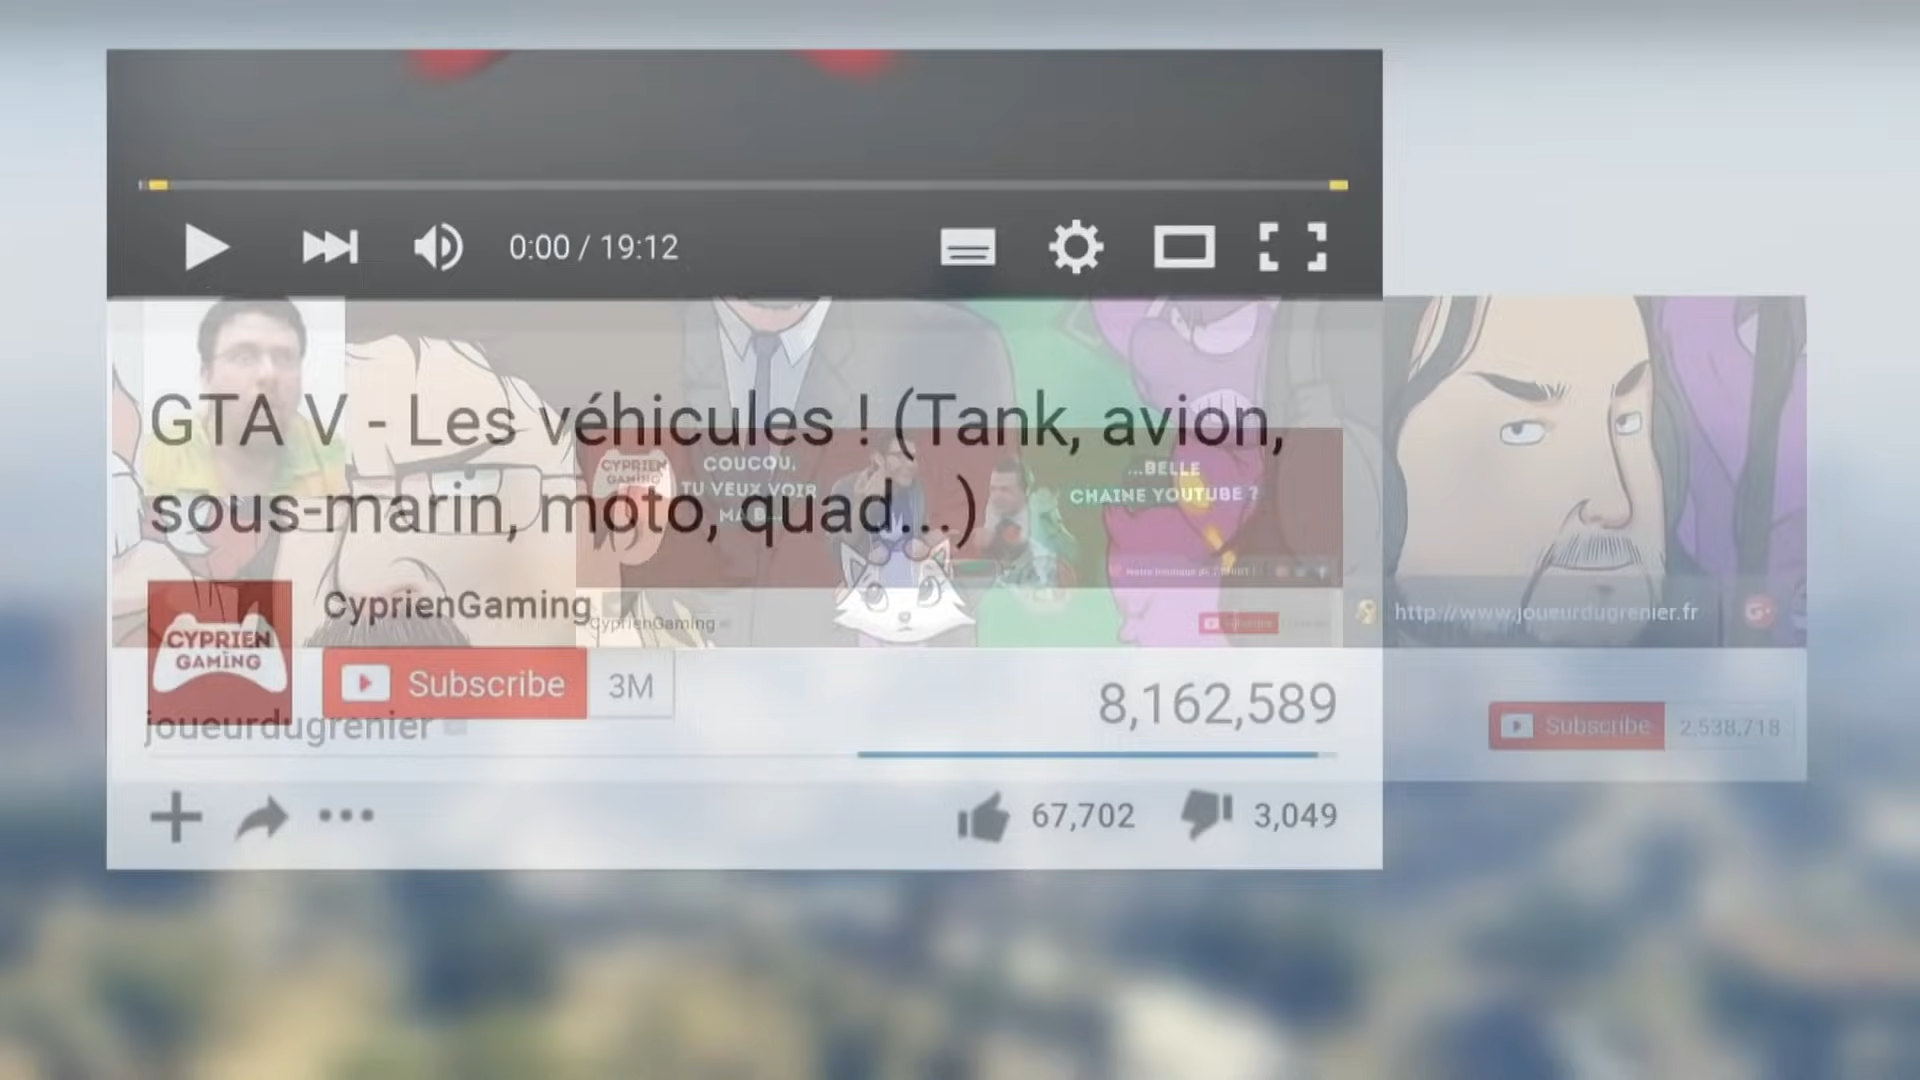 0:00 / 19:12
GTA V - Les véhicules ! (Tank, avion,
sous-marin, moto, quad...)
CYPRIEN
GAMING
COUCOU,
TU VEUX VOIR
MA B...
...BELLE
CHAINE YOUTUBE ?
CyprienGaming
CyprienGaming
http://www.joueurdugrenier.fr
CYPRIEN
GAMING
Subscribe
3M
8,162,589
joueurdugrenier
Subscribe
2,538,718
67,702
3,049